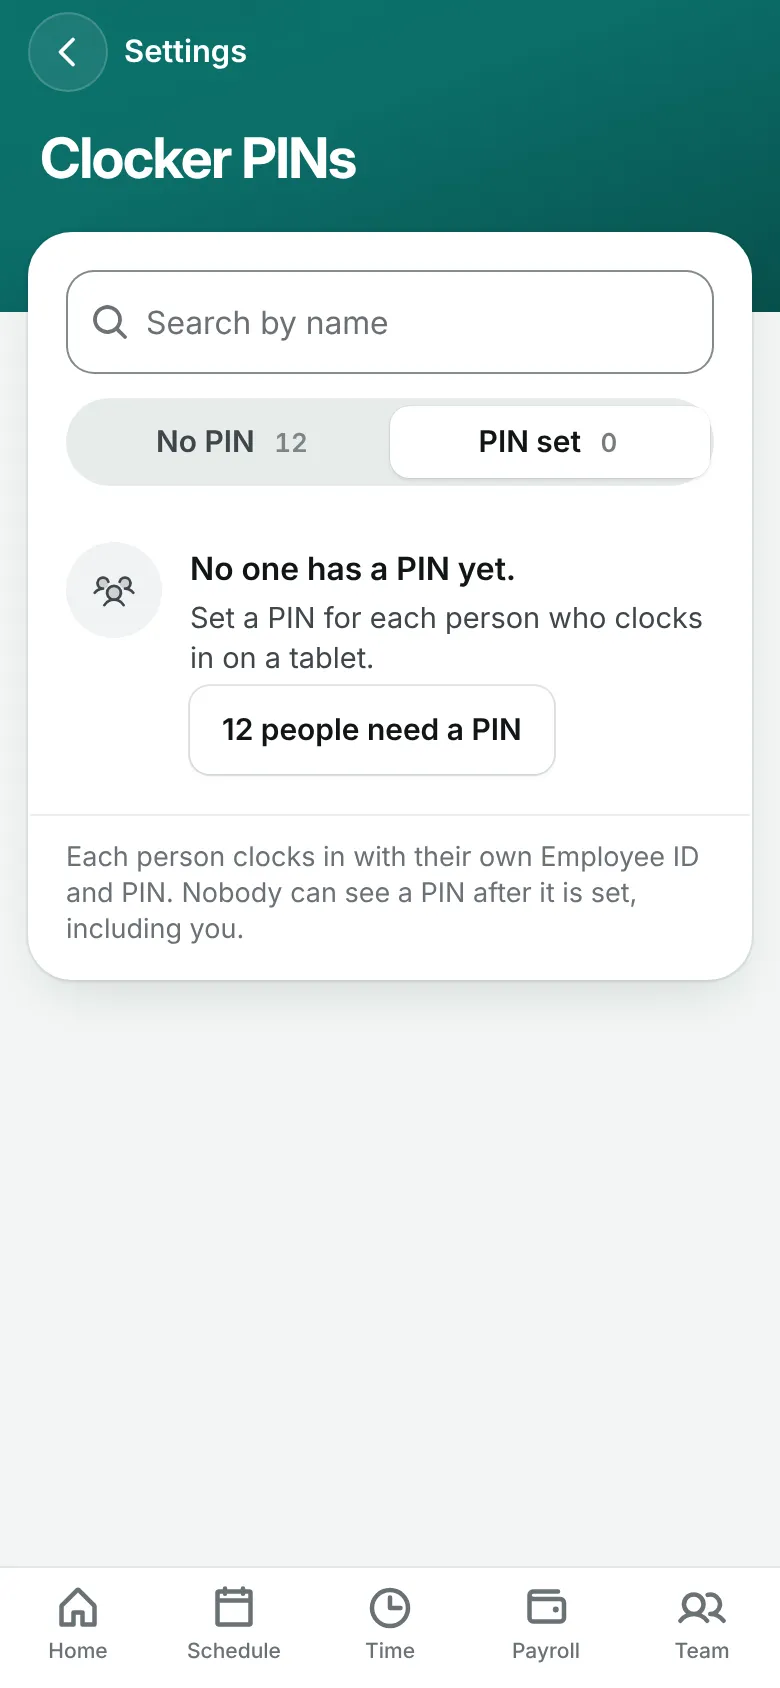 Settings
Clocker PINs
Search by name
No PIN 12
PIN set 0
No one has a PIN yet.
Set a PIN for each person who clocks
in on a tablet.
12 people need a PIN
Each person clocks in with their own Employee ID
and PIN. Nobody can see a PIN after it is set,
including you.
Home
Schedule
Time
Payroll
Team